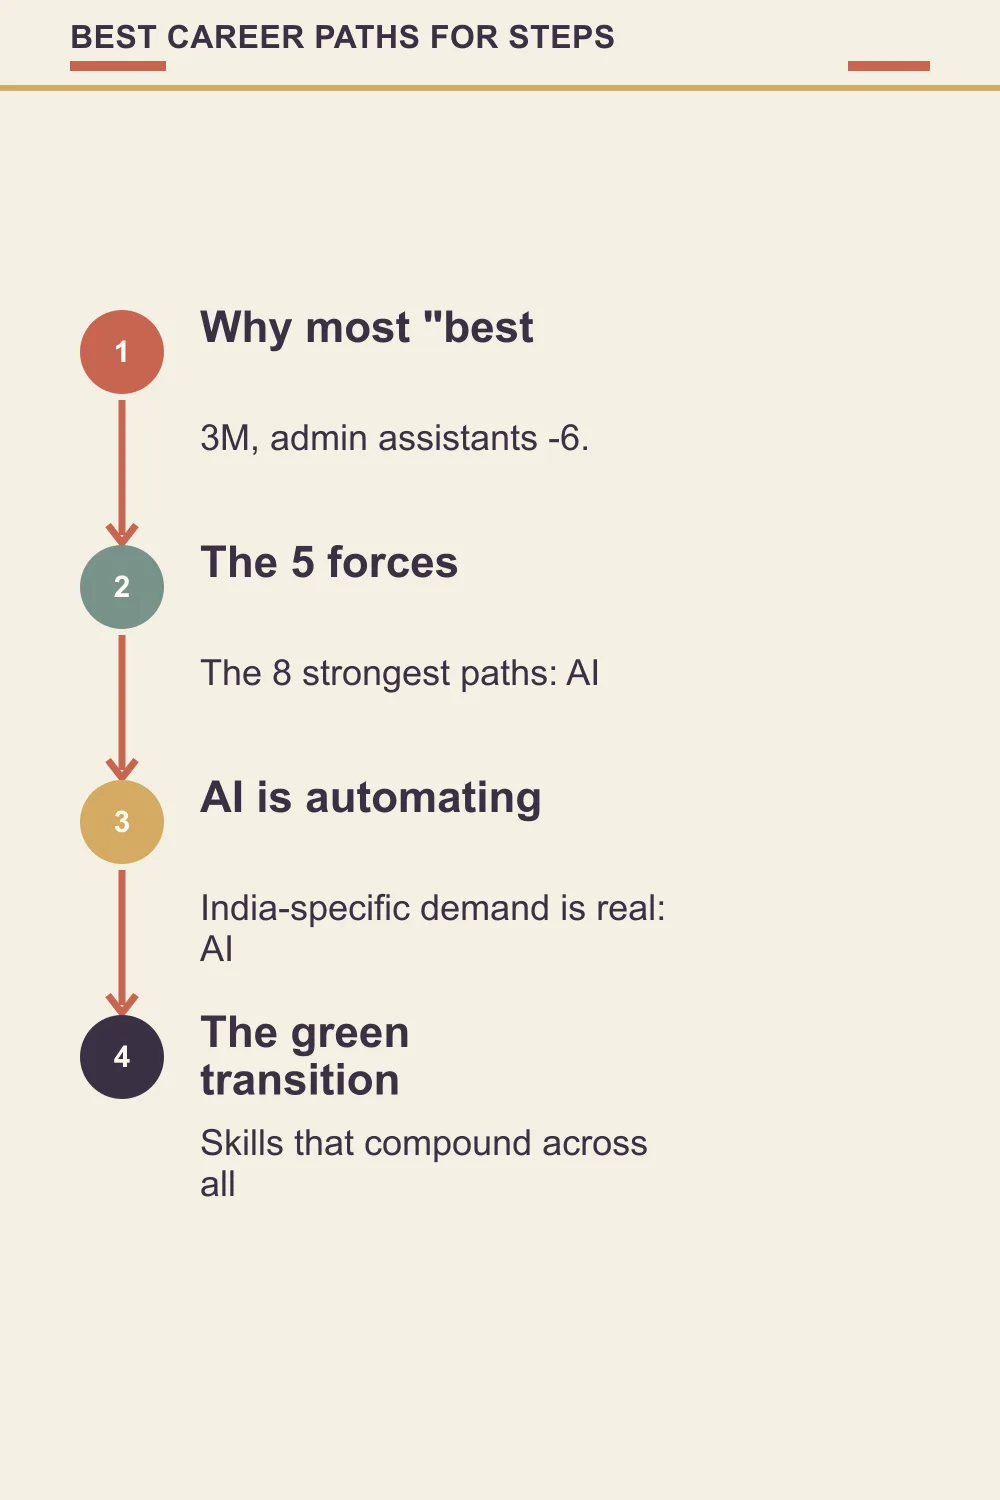 BEST CAREER PATHS FOR STEPS
1
Why most "best
3M, admin assistants -6.
2
The 5 forces
The 8 strongest paths: AI
3
AI is automating
India-specific demand is real:
AI
4
The green
transition
Skills that compound across
all